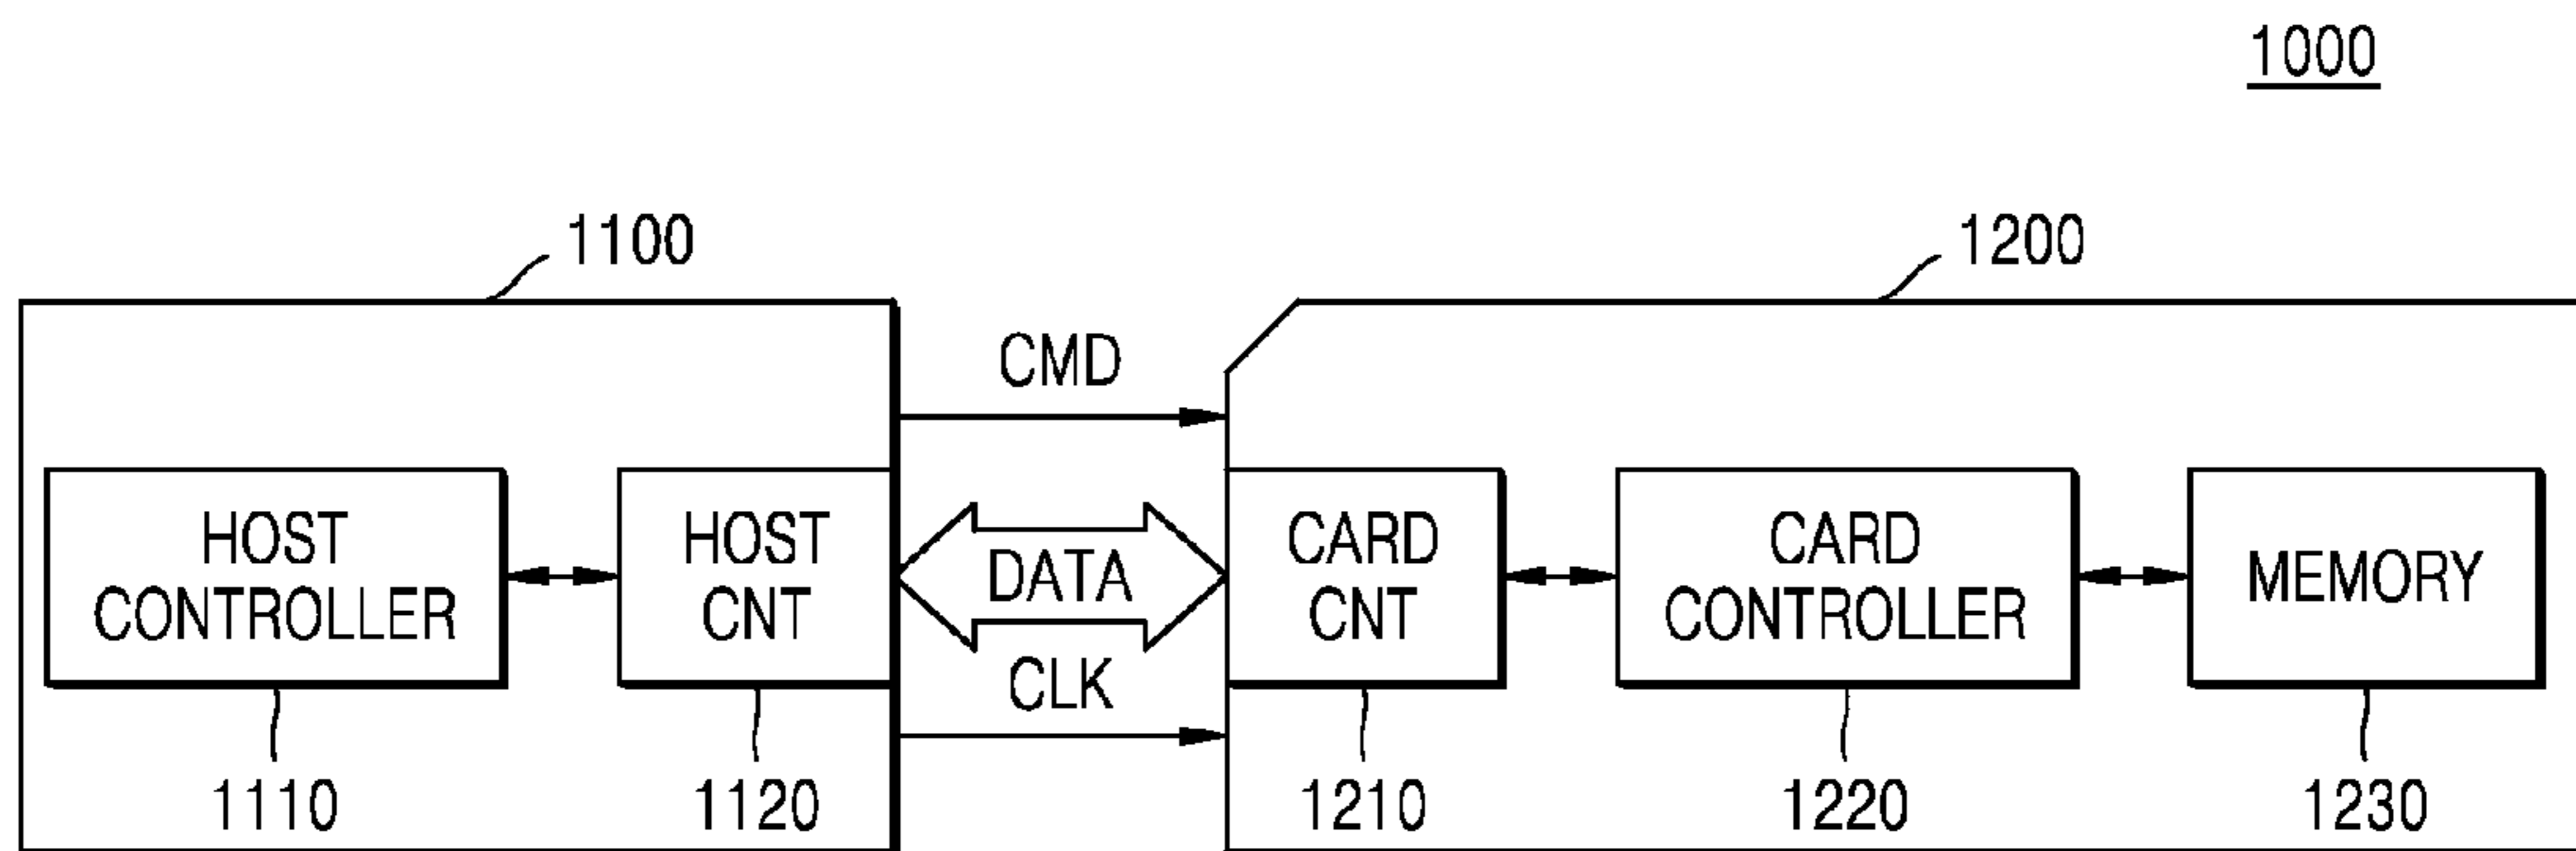 1000
1100
1200
CMD
HOST
CONTROLLER
HOST
CNT
DATA
CARD
CNT
CARD
CONTROLLER
MEMORY
CLK
1110
1120
1210
1220
1230